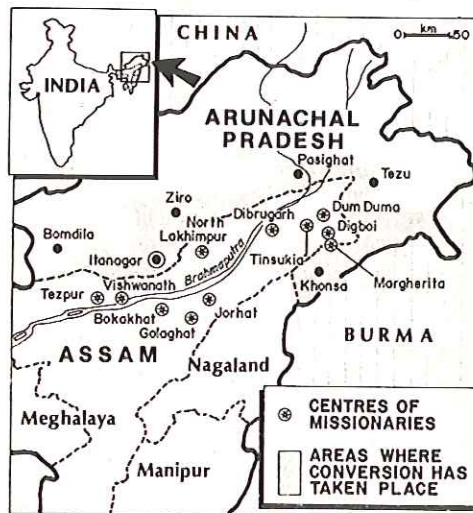 CHINA
0 km 50
INDIA
ARUNACHAL
PRADESH
Pasighat
Tezu
Ziro
North
Lakhimpur
Dibrugarh
Dum Duma
Digboi
Bomdila
Itanagor
Brahmaputra
Tinsukia
Margherita
Khonsa
Tezpur
Vishwanath
Bokakhat
Jorhat
Gologhat
BURMA
ASSAM
Nagaland
Meghalaya
Manipur
CENTRES OF
MISSIONARIES
AREAS WHERE
CONVERSION HAS
TAKEN PLACE